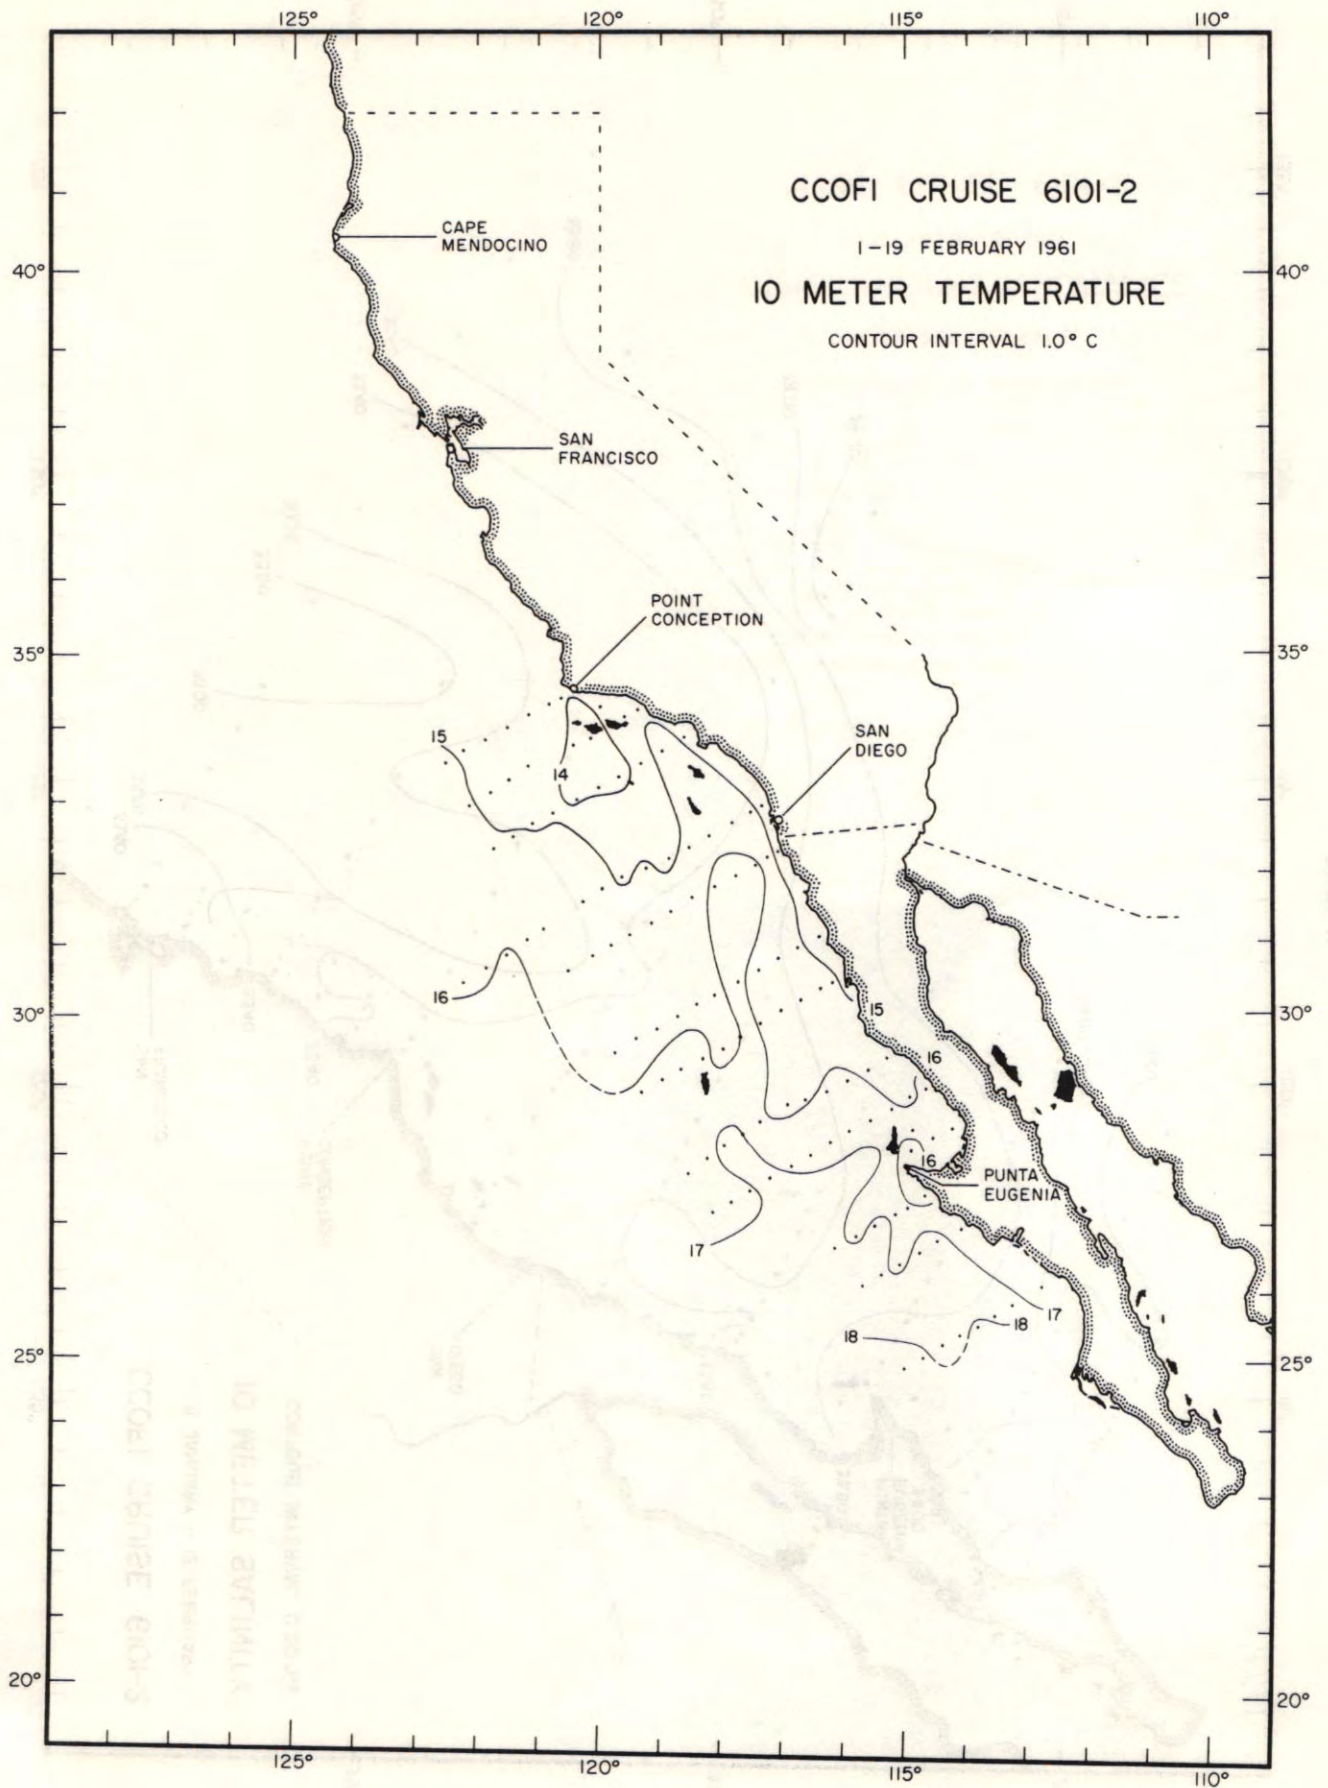 125°
120°
115°
110°
CCOFI CRUISE 6101-2
1-19 FEBRUARY 1961
10 METER TEMPERATURE
CONTOUR INTERVAL 1.0° C
CAPE
MENDOCINO
40°
40°
SAN
FRANCISCO
POINT
CONCEPTION
35°
35°
SAN
DIEGO
15
14
16
15
30°
30°
16
16
PUNTA
EUGENIA
17
17
18
18
25°
25°
20°
20°
125°
120°
115°
110°